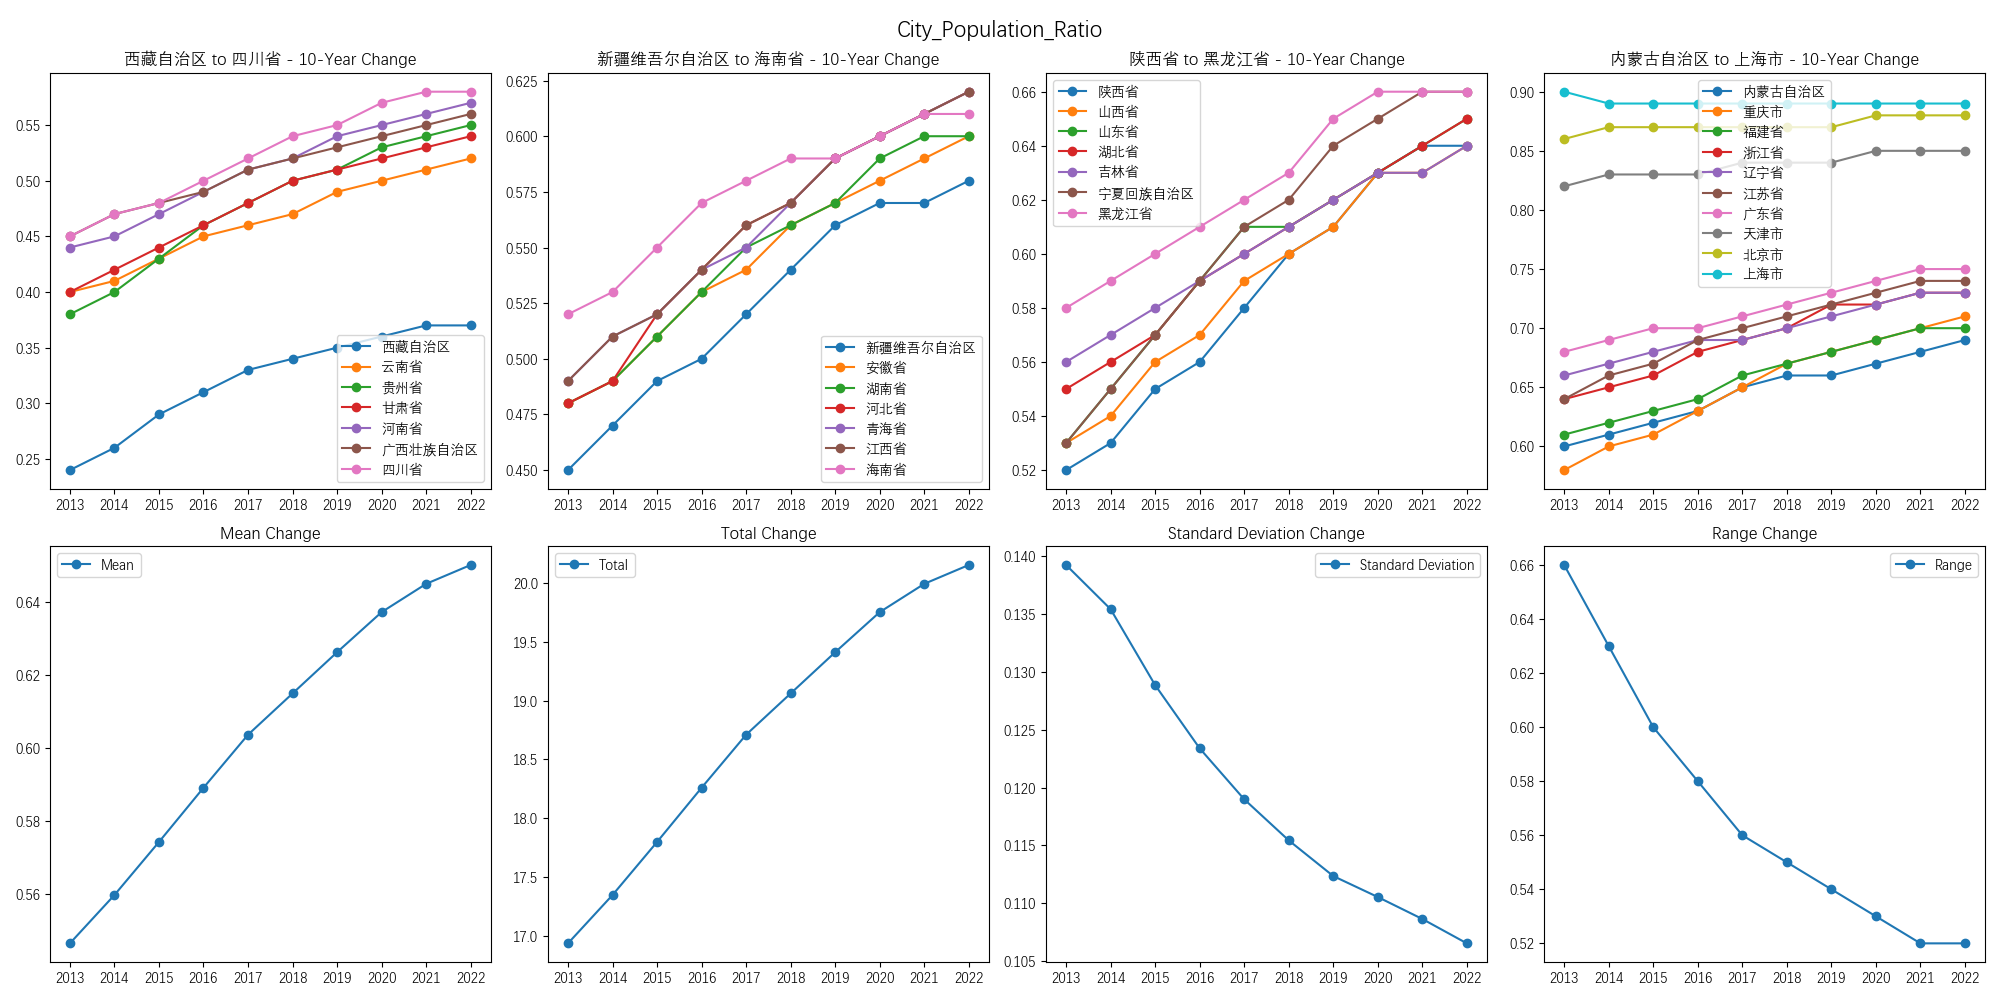 City_Population_Ratio
西藏自治区 to 四川省 - 10-Year Change
0.55
0.50
0.45
0.40
0.35
0.30
0.25
西藏自治区
云南省
贵州省
甘肃省
河南省
广西壮族自治区
四川省
2013 2014 2015 2016 2017 2018 2019 2020 2021 2022
新疆维吾尔自治区 to 海南省 - 10-Year Change
0.625
0.600
0.575
0.550
0.525
0.500
0.475
0.450
新疆维吾尔自治区
安徽省
湖南省
河北省
青海省
江西省
海南省
2013 2014 2015 2016 2017 2018 2019 2020 2021 2022
陕西省 to 黑龙江省 - 10-Year Change
0.66
0.64
0.62
0.60
0.58
0.56
0.54
0.52
陕西省
山西省
山东省
湖北省
吉林省
宁夏回族自治区
黑龙江省
2013 2014 2015 2016 2017 2018 2019 2020 2021 2022
内蒙古自治区 to 上海市 - 10-Year Change
0.90
0.85
0.80
0.75
0.70
0.65
0.60
内蒙古自治区
重庆市
福建省
浙江省
辽宁省
江苏省
广东省
天津市
北京市
上海市
2013 2014 2015 2016 2017 2018 2019 2020 2021 2022
Mean Change
Mean
0.64
0.62
0.60
0.58
0.56
2013 2014 2015 2016 2017 2018 2019 2020 2021 2022
Total Change
Total
20.0
19.5
19.0
18.5
18.0
17.5
17.0
2013 2014 2015 2016 2017 2018 2019 2020 2021 2022
Standard Deviation Change
Standard Deviation
0.140
0.135
0.130
0.125
0.120
0.115
0.110
0.105
2013 2014 2015 2016 2017 2018 2019 2020 2021 2022
Range Change
Range
0.66
0.64
0.62
0.60
0.58
0.56
0.54
0.52
2013 2014 2015 2016 2017 2018 2019 2020 2021 2022